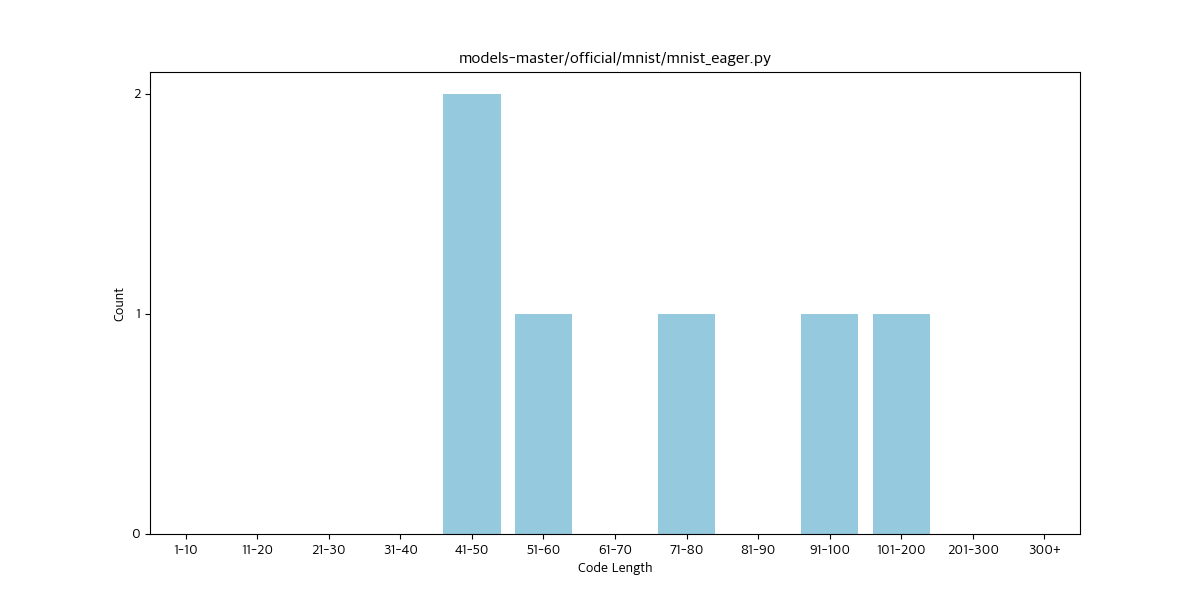 models-master/official/mnist/mnist_eager.py
2
1
0
Count
1-10 11-20 21-30 31-40 41-50 51-60 61-70 71-80 81-90 91-100 101-200 201-300 300+
Code Length